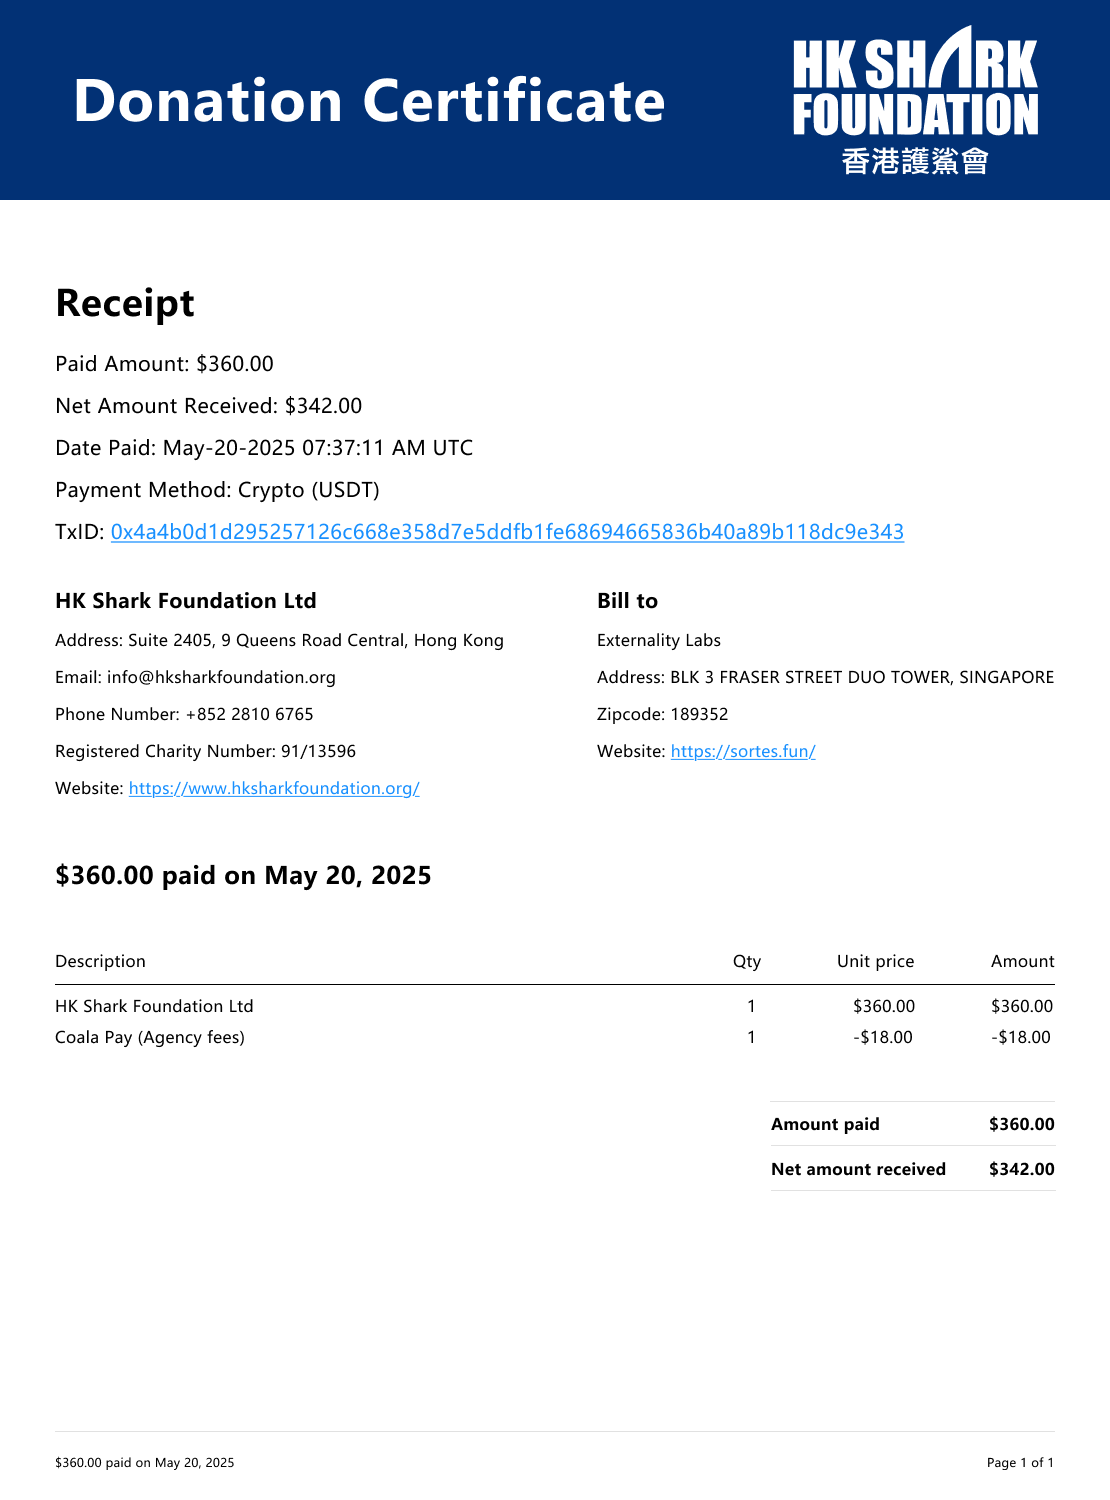 Donation Certificate
HK SHARK
FOUNDATION
香港護鯊會
Receipt
Paid Amount: $360.00
Net Amount Received: $342.00
Date Paid: May-20-2025 07:37:11 AM UTC
Payment Method: Crypto (USDT)
TxID: 0x4a4b0d1d295257126c668e358d7e5ddfb1fe68694665836b40a89b118dc9e343
HK Shark Foundation Ltd
Address: Suite 2405, 9 Queens Road Central, Hong Kong
Email: info@hksharkfoundation.org
Phone Number: +852 2810 6765
Registered Charity Number: 91/13596
Website: https://www.hksharkfoundation.org/
Bill to
Externality Labs
Address: BLK 3 FRASER STREET DUO TOWER, SINGAPORE
Zipcode: 189352
Website: https://sortes.fun/
$360.00 paid on May 20, 2025
Description Qty Unit price Amount
HK Shark Foundation Ltd 1 $360.00 $360.00
Coala Pay (Agency fees) 1 -$18.00 -$18.00
Amount paid $360.00
Net amount received $342.00
$360.00 paid on May 20, 2025 Page 1 of 1